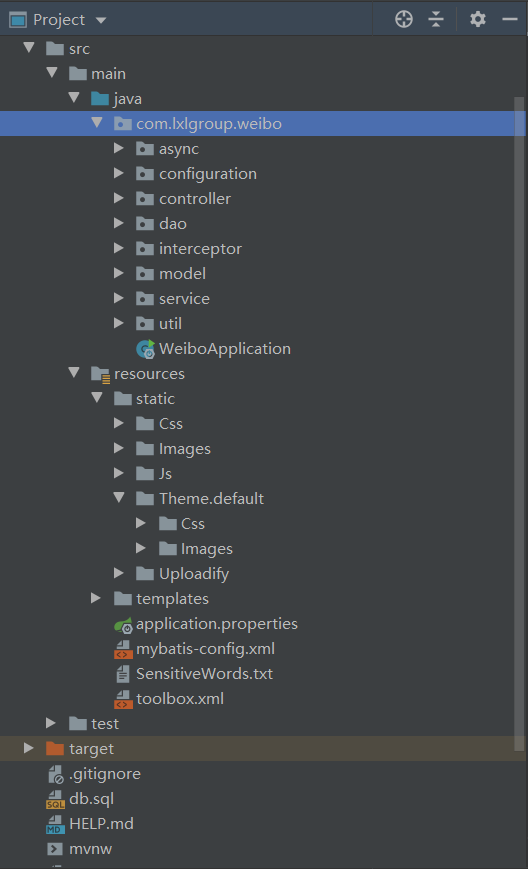 Project
src
main
java
com.lxlgroup.weibo
async
configuration
controller
dao
interceptor
model
service
util
WeiboApplication
resources
static
Css
Images
Js
Theme.default
Css
Images
Uploadify
templates
application.properties
mybatis-config.xml
SensitiveWords.txt
toolbox.xml
test
target
.gitignore
db.sql
HELP.md
mvnw